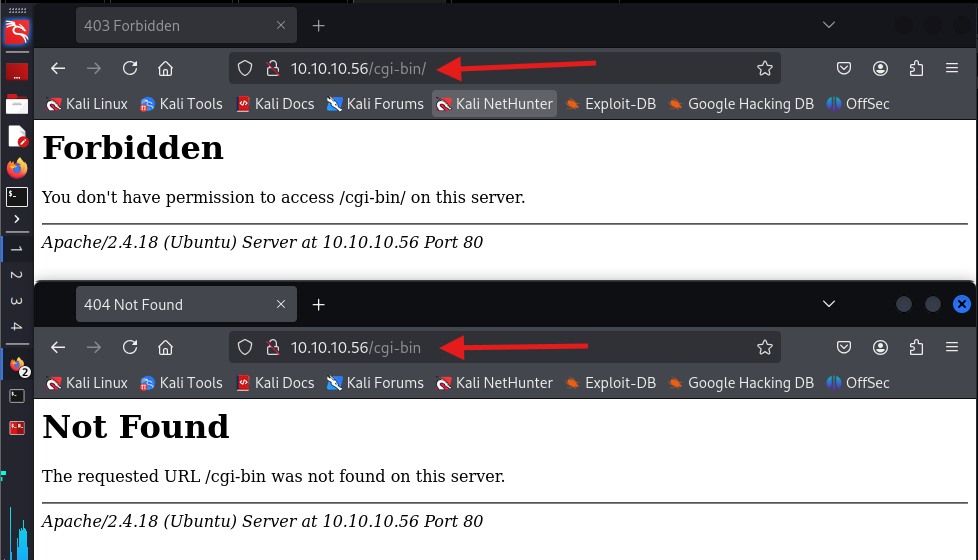 403 Forbidden
10.10.10.56/cgi-bin/
Kali Linux Kali Tools Kali Docs Kali Forums Kali NetHunter Exploit-DB Google Hacking DB OffSec
Forbidden
You don't have permission to access /cgi-bin/ on this server.
Apache/2.4.18 (Ubuntu) Server at 10.10.10.56 Port 80
1
2
3
4
2
404 Not Found
10.10.10.56/cgi-bin
Kali Linux Kali Tools Kali Docs Kali Forums Kali NetHunter Exploit-DB Google Hacking DB OffSec
Not Found
The requested URL /cgi-bin was not found on this server.
Apache/2.4.18 (Ubuntu) Server at 10.10.10.56 Port 80